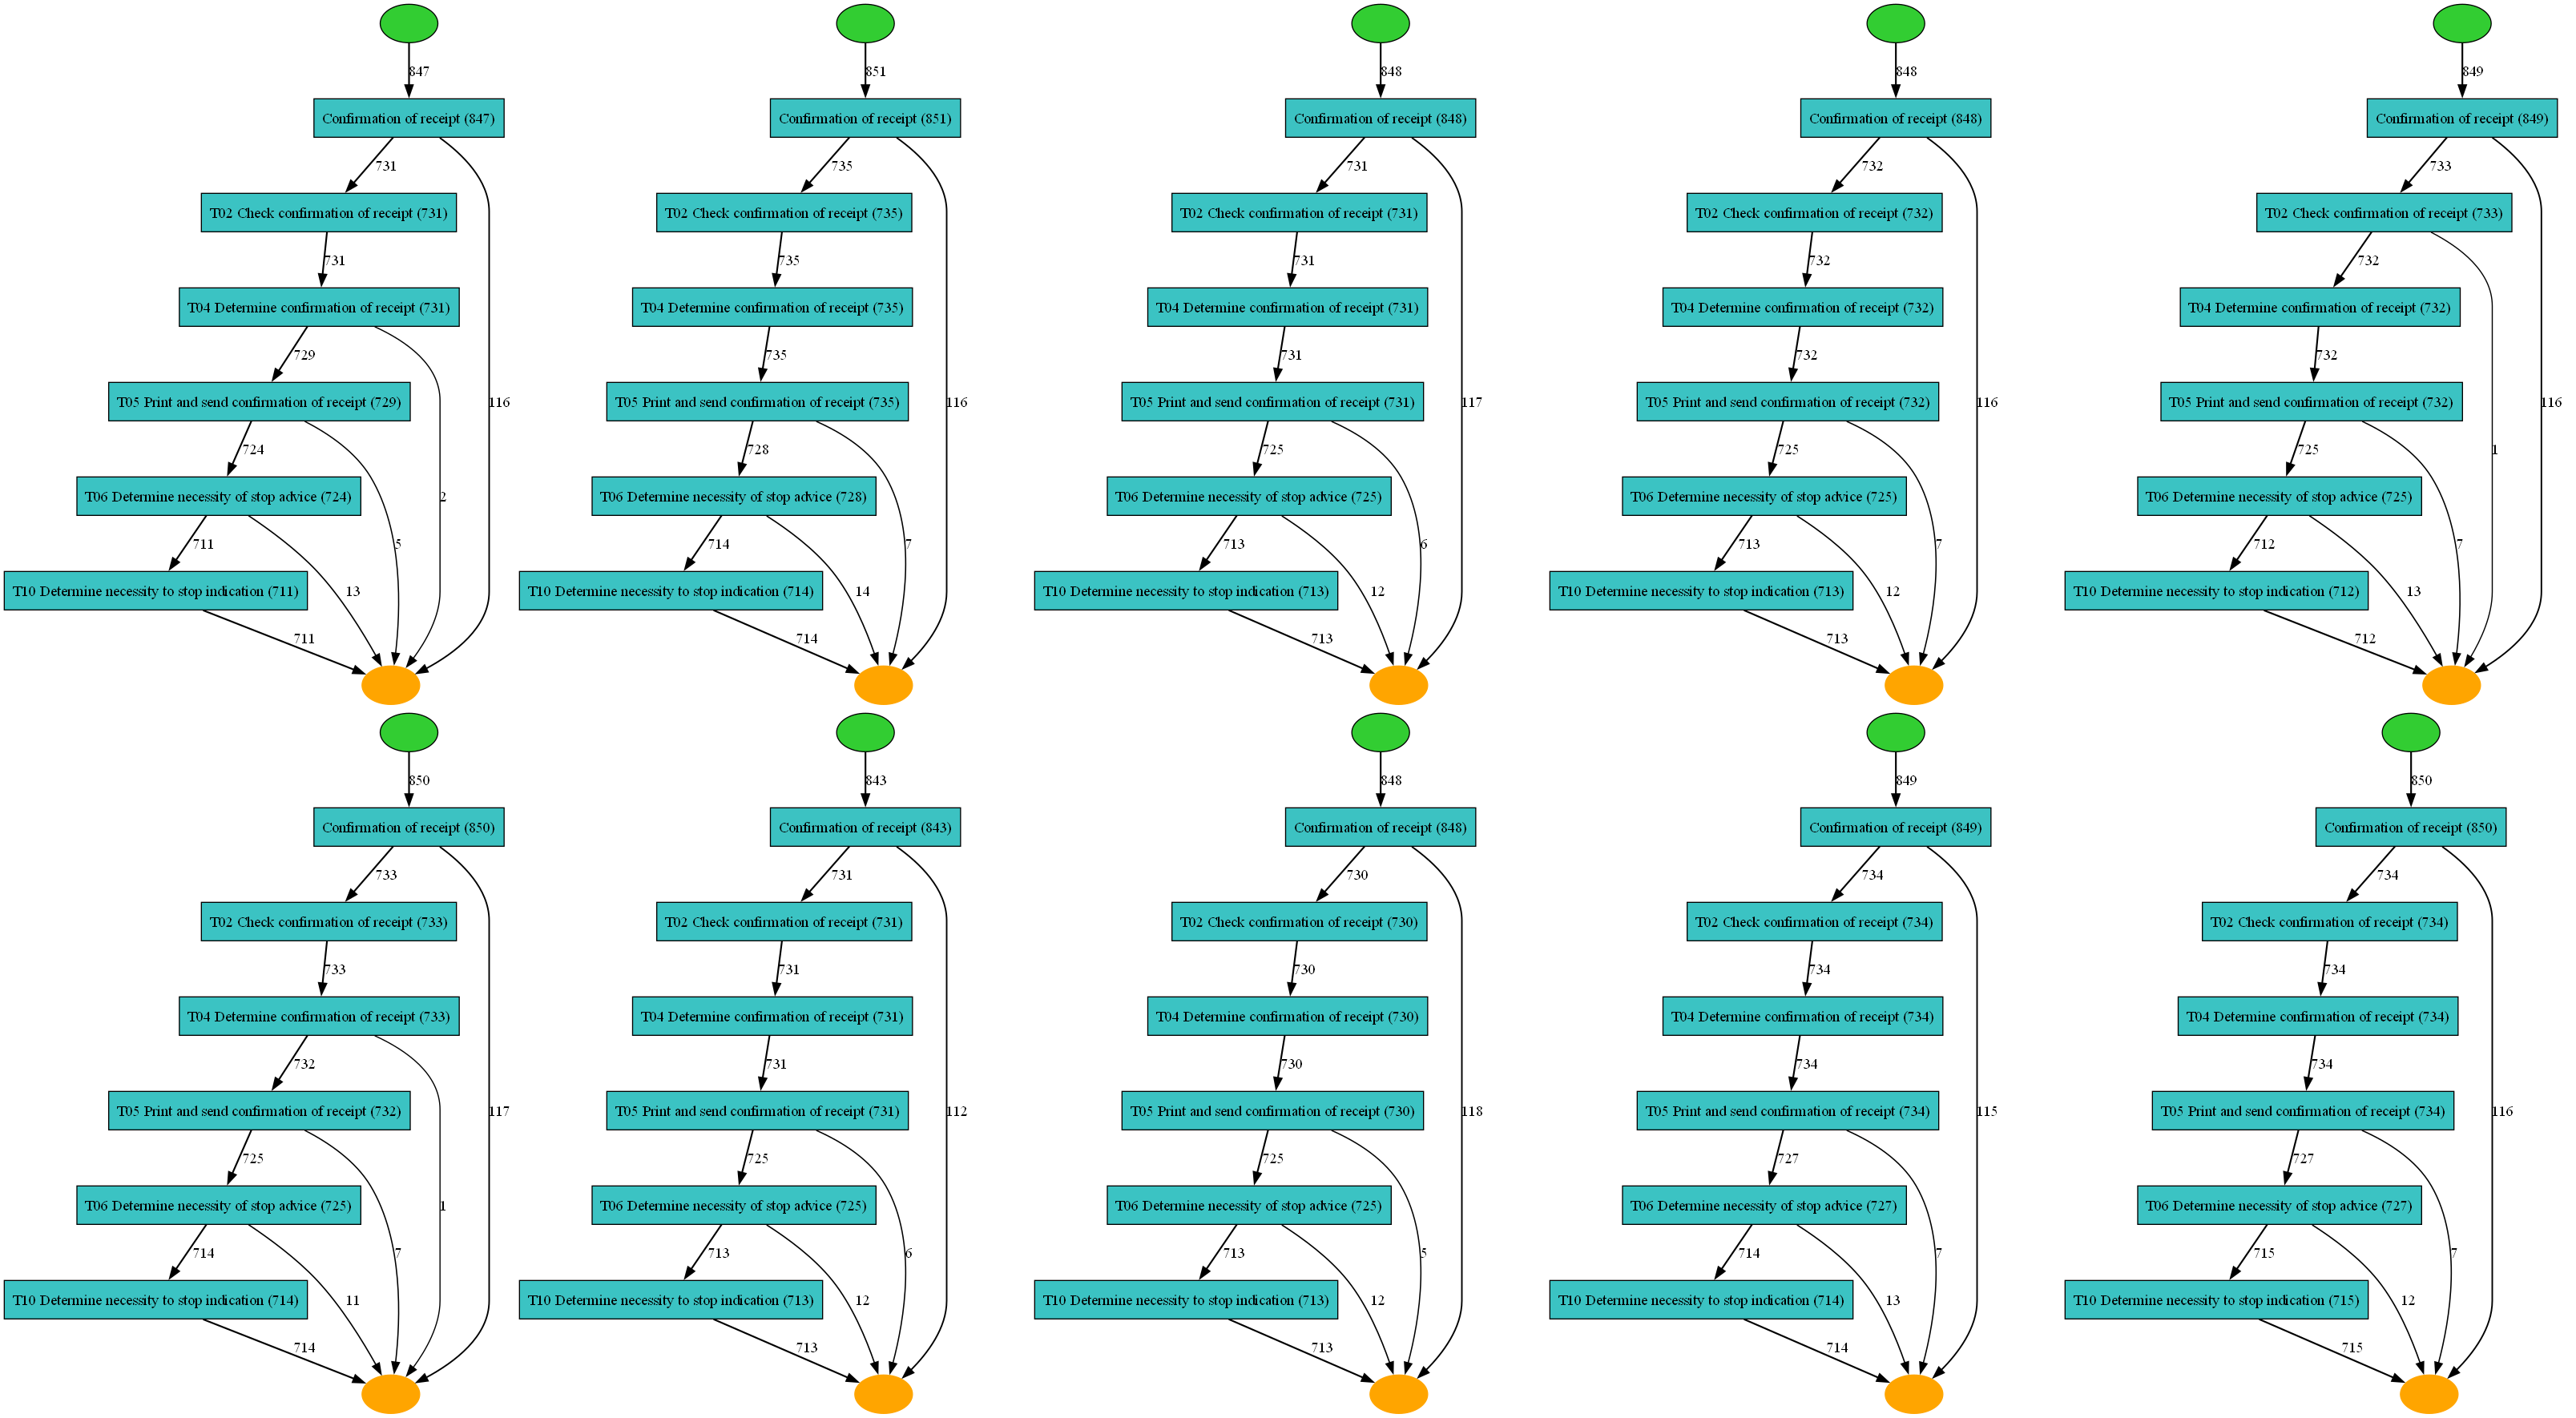 847
Confirmation of receipt (847)
731
T02 Check confirmation of receipt (731)
731
T04 Determine confirmation of receipt (731)
729
T05 Print and send confirmation of receipt (729)
116
724
5
2
T06 Determine necessity of stop advice (724)
711
13
T10 Determine necessity to stop indication (711)
711
851
Confirmation of receipt (851)
735
T02 Check confirmation of receipt (735)
735
T04 Determine confirmation of receipt (735)
735
T05 Print and send confirmation of receipt (735)
116
728
7
T06 Determine necessity of stop advice (728)
714
14
T10 Determine necessity to stop indication (714)
714
848
Confirmation of receipt (848)
731
T02 Check confirmation of receipt (731)
731
T04 Determine confirmation of receipt (731)
731
T05 Print and send confirmation of receipt (731)
117
725
6
T06 Determine necessity of stop advice (725)
713
12
T10 Determine necessity to stop indication (713)
713
848
Confirmation of receipt (848)
732
T02 Check confirmation of receipt (732)
732
T04 Determine confirmation of receipt (732)
732
T05 Print and send confirmation of receipt (732)
116
725
7
T06 Determine necessity of stop advice (725)
713
12
T10 Determine necessity to stop indication (713)
713
849
Confirmation of receipt (849)
733
T02 Check confirmation of receipt (733)
732
T04 Determine confirmation of receipt (732)
732
T05 Print and send confirmation of receipt (732)
116
725
1
T06 Determine necessity of stop advice (725)
712
13
7
T10 Determine necessity to stop indication (712)
712
850
Confirmation of receipt (850)
733
T02 Check confirmation of receipt (733)
733
T04 Determine confirmation of receipt (733)
732
T05 Print and send confirmation of receipt (732)
117
725
7
1
T06 Determine necessity of stop advice (725)
714
11
T10 Determine necessity to stop indication (714)
714
843
Confirmation of receipt (843)
731
T02 Check confirmation of receipt (731)
731
T04 Determine confirmation of receipt (731)
731
T05 Print and send confirmation of receipt (731)
112
725
6
T06 Determine necessity of stop advice (725)
713
12
T10 Determine necessity to stop indication (713)
713
848
Confirmation of receipt (848)
730
T02 Check confirmation of receipt (730)
730
T04 Determine confirmation of receipt (730)
730
T05 Print and send confirmation of receipt (730)
118
725
5
T06 Determine necessity of stop advice (725)
713
12
T10 Determine necessity to stop indication (713)
713
849
Confirmation of receipt (849)
734
T02 Check confirmation of receipt (734)
734
T04 Determine confirmation of receipt (734)
734
T05 Print and send confirmation of receipt (734)
115
727
7
T06 Determine necessity of stop advice (727)
714
13
T10 Determine necessity to stop indication (714)
714
850
Confirmation of receipt (850)
734
T02 Check confirmation of receipt (734)
734
T04 Determine confirmation of receipt (734)
734
T05 Print and send confirmation of receipt (734)
116
727
7
T06 Determine necessity of stop advice (727)
715
12
T10 Determine necessity to stop indication (715)
715